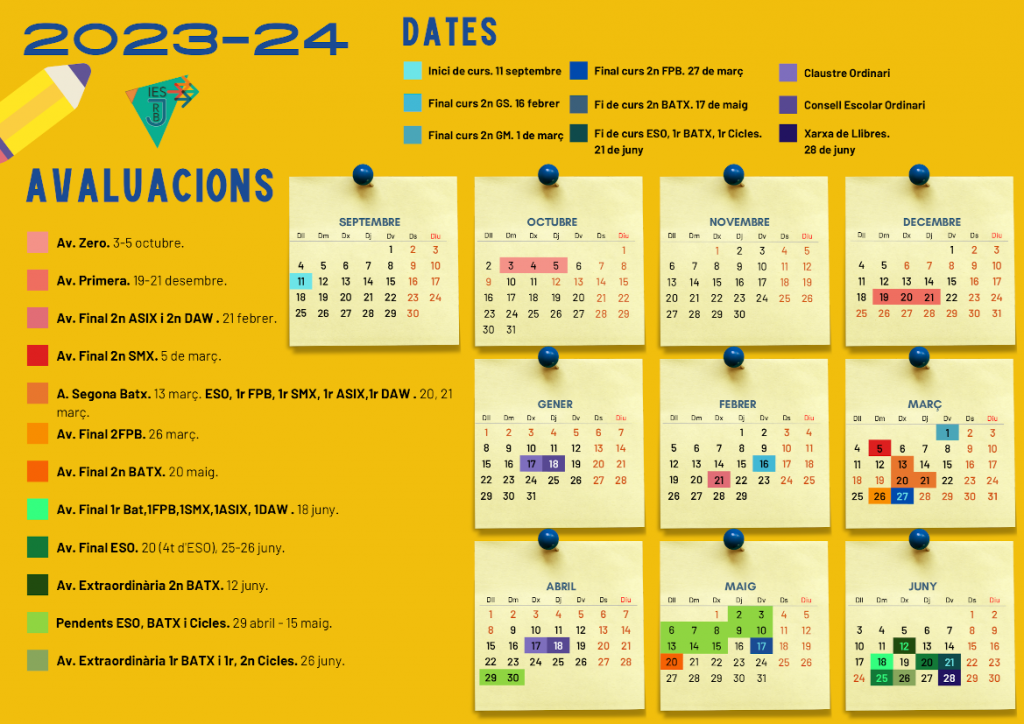 2023-24
IES
JRB
DATES
Inici de curs. 11 septembre
Final curs 2n GS. 16 febrer
Final curs 2n GM. 1 de març
Final curs 2n FPB. 27 de març
Fi de curs 2n BATX. 17 de maig
Fi de curs ESO, 1r BATX, 1r Cicles.
21 de juny
Claustre Ordinari
Consell Escolar Ordinari
Xarxa de Llibres.
28 de juny
AVALUACIONS
Av. Zero. 3-5 octubre.
Av. Primera. 19-21 desembre.
Av. Final 2n ASIX i 2n DAW . 21 febrer.
Av. Final 2n SMX. 5 de març.
A. Segona Batx. 13 març. ESO, 1r FPB, 1r SMX, 1r ASIX,1r DAW . 20, 21
març.
Av. Final 2FPB. 26 març.
Av. Final 2n BATX. 20 maig.
Av. Final 1r Bat,1FPB,1SMX,1ASIX, 1DAW . 18 juny.
Av. Final ESO. 20 (4t d'ESO), 25-26 juny.
Av. Extraordinària 2n BATX. 12 juny.
Pendents ESO, BATX i Cicles. 29 abril - 15 maig.
Av. Extraordinària 1r BATX i 1r, 2n Cicles. 26 juny.
SEPTEMBRE
Dll Dm Dx Dj Dv Ds Diu
1 2 3
4 5 6 7 8 9 10
11 12 13 14 15 16 17
18 19 20 21 22 23 24
25 26 27 28 29 30
OCTUBRE
Dll Dm Dx Dj Dv Ds Diu
1
2 3 4 5 6 7 8
9 10 11 12 13 14 15
16 17 18 19 20 21 22
23 24 25 26 27 28 29
30 31
NOVEMBRE
Dll Dm Dx Dj Dv Ds Diu
1 2 3 4 5
6 7 8 9 10 11 12
13 14 15 16 17 18 19
20 21 22 23 24 25 26
27 28 29 30
DECEMBRE
Dll Dm Dx Dj Dv Ds Diu
1 2 3
4 5 6 7 8 9 10
11 12 13 14 15 16 17
18 19 20 21 22 23 24
25 26 27 28 29 30 31
GENER
Dll Dm Dx Dj Dv Ds Diu
1 2 3 4 5 6 7
8 9 10 11 12 13 14
15 16 17 18 19 20 21
22 23 24 25 26 27 28
29 30 31
FEBRER
Dll Dm Dx Dj Dv Ds Diu
1 2 3 4
5 6 7 8 9 10 11
12 13 14 15 16 17 18
19 20 21 22 23 24 25
26 27 28 29
MARÇ
Dll Dm Dx Dj Dv Ds Diu
1 2 3
4 5 6 7 8 9 10
11 12 13 14 15 16 17
18 19 20 21 22 23 24
25 26 27 28 29 30 31
ABRIL
Dll Dm Dx Dj Dv Ds Diu
1 2 3 4 5 6 7
8 9 10 11 12 13 14
15 16 17 18 19 20 21
22 23 24 25 26 27 28
29 30
MAIG
Dll Dm Dx Dj Dv Ds Diu
1 2 3 4 5
6 7 8 9 10 11 12
13 14 15 16 17 18 19
20 21 22 23 24 25 26
27 28 29 30 31
JUNY
Dll Dm Dx Dj Dv Ds Diu
1 2
3 4 5 6 7 8 9
10 11 12 13 14 15 16
17 18 19 20 21 22 23
24 25 26 27 28 29 30